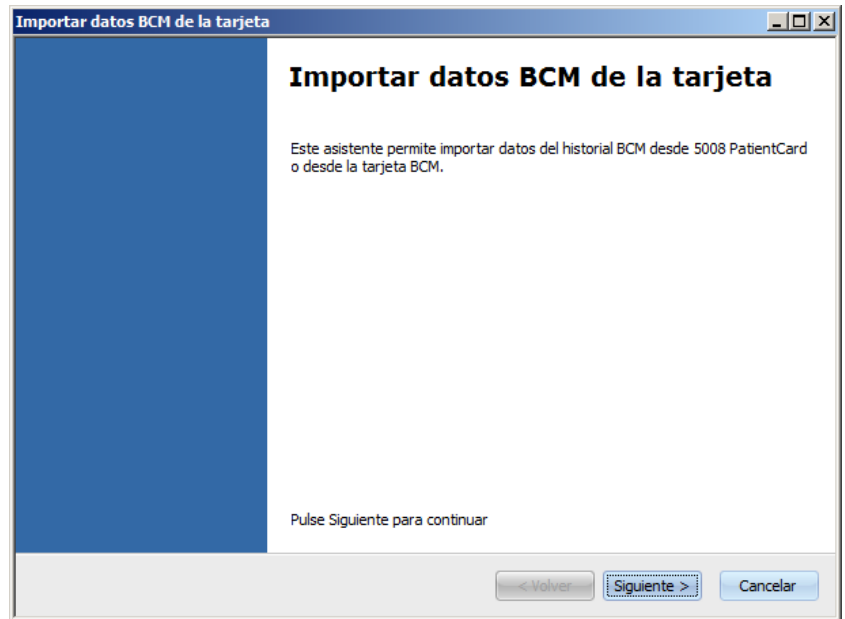 Importar datos BCM de la tarjeta
Importar datos BCM de la tarjeta
Este asistente permite importar datos del historial BCM desde 5008 PatientCard
o desde la tarjeta BCM.
Pulse Siguiente para continuar
< Volver
Siguiente >
Cancelar